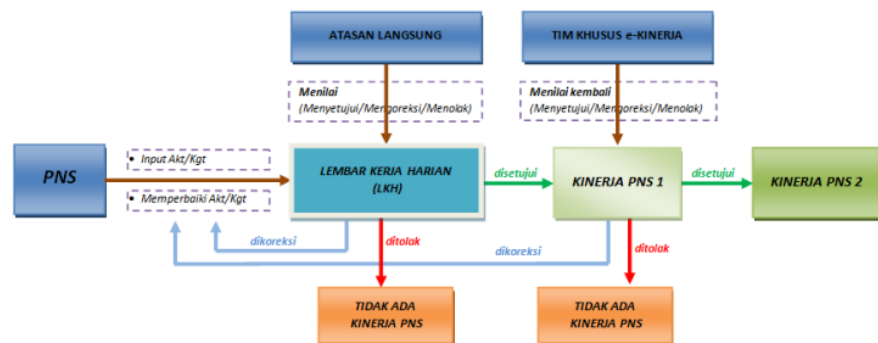 ATASAN LANGSUNG
TIM KHUSUS e-KINERJA
Menilai
(Menyetujui/Mengoreksi/Menolak)
Menilai kembali
(Menyetujui/Mengoreksi/Menolak)
PNS
• Input Akt/Kgt
• Memperbaiki Akt/Kgt
LEMBAR KERJA HARIAN
(LKH)
disetujui
KINERJA PNS 1
disetujui
KINERJA PNS 2
dikoreksi
ditolak
dikoreksi
ditolak
TIDAK ADA
KINERJA PNS
TIDAK ADA
KINERJA PNS